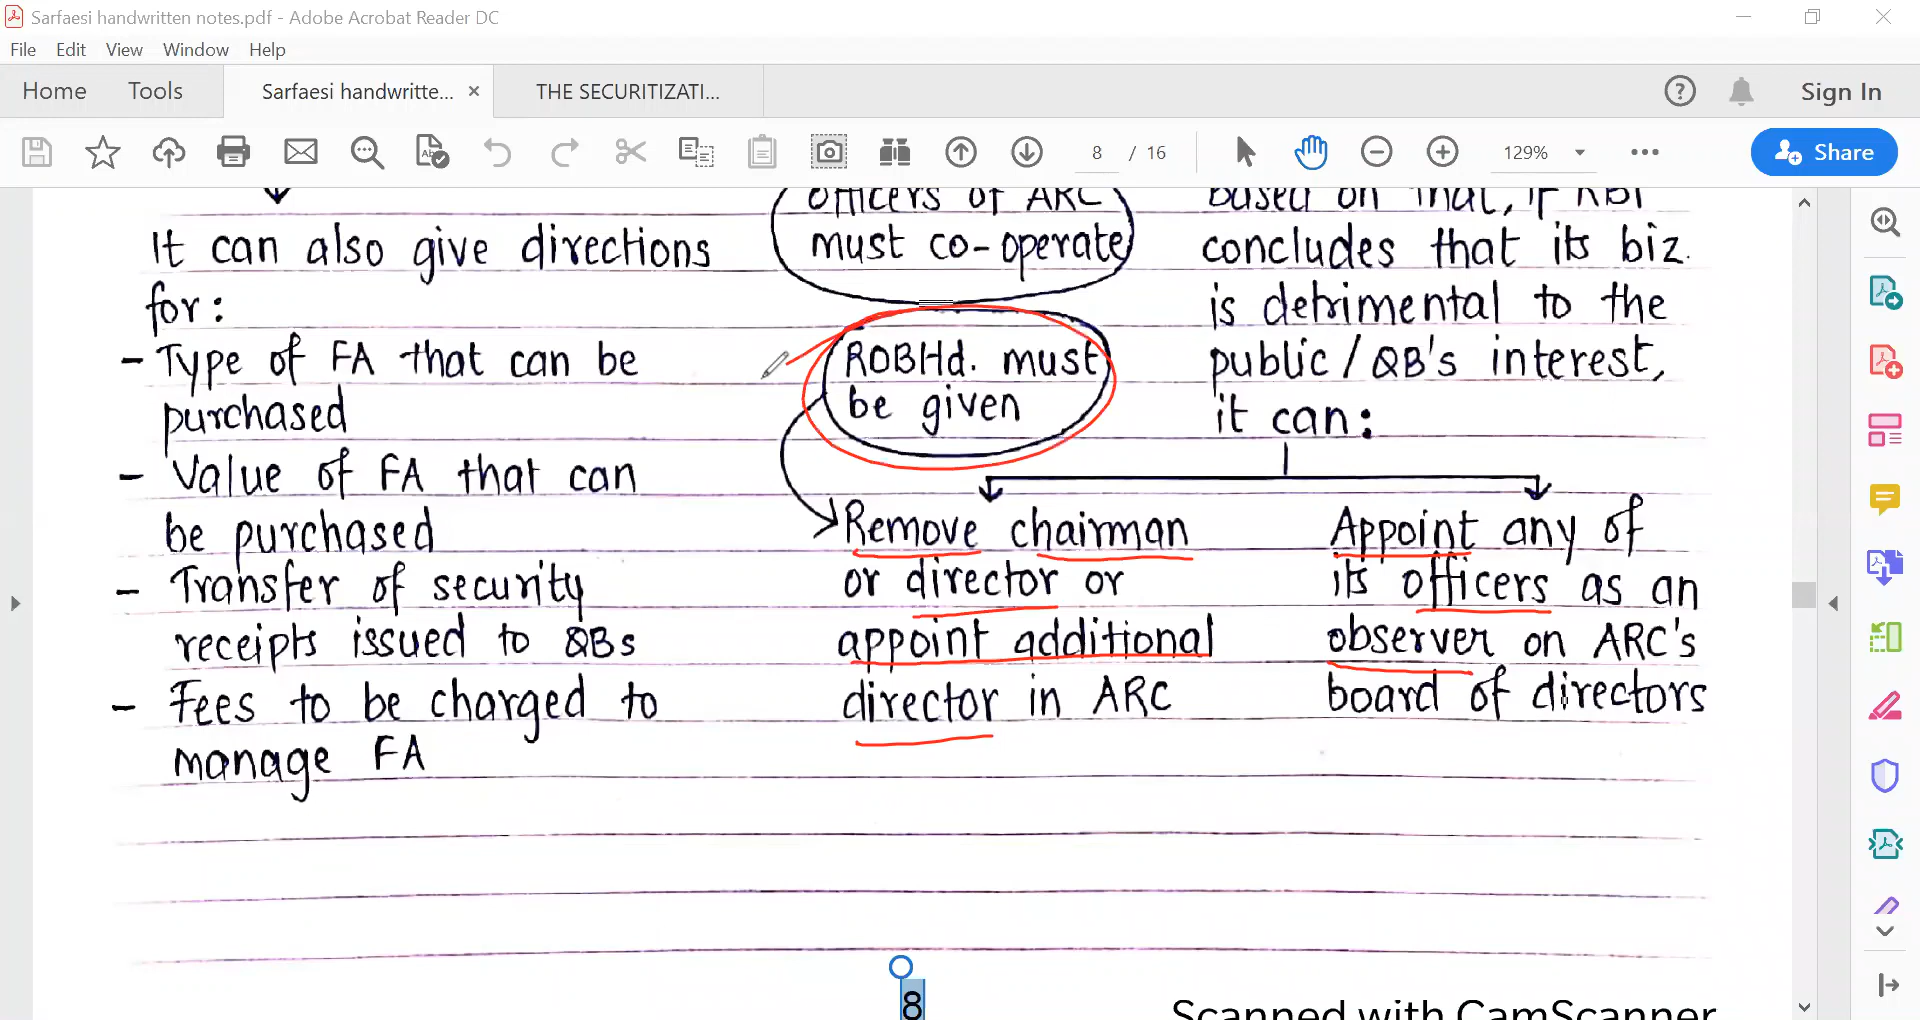 Sarfaesi handwritten notes.pdf - Adobe Acrobat Reader DC
File Edit View Window Help
Home Tools Sarfaesi handwritte... × THE SECURITIZATI... Sign In
8 / 16 129% Share
It can also give directions
for:
- Type of FA that can be
purchased
- Value of FA that can
be purchased
- Transfer of security
receipts issued to QBs
- Fees to be charged to
manage FA
officers of ARC
must co-operate
ROBHd. must
be given
based on that, if RBI
concludes that its biz.
is detrimental to the
public/QB's interest,
it can:
Remove chairman
or director or
appoint additional
director in ARC
Appoint any of
its officers as an
observer on ARC's
board of directors
8
Scanned with CamScanner